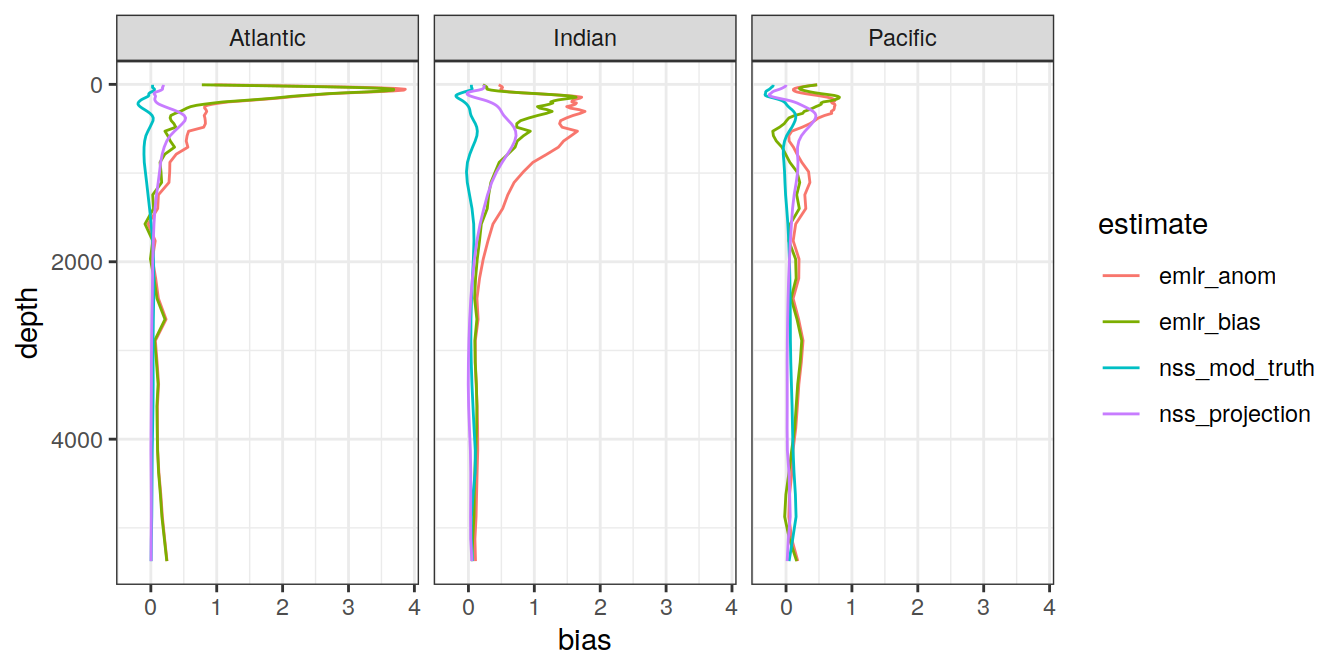 Atlantic Indian Pacific
0
2000
4000
depth
0 1 2 3 4 0 1 2 3 4 0 1 2 3 4
bias
estimate
emlr_anom
emlr_bias
nss_mod_truth
nss_projection